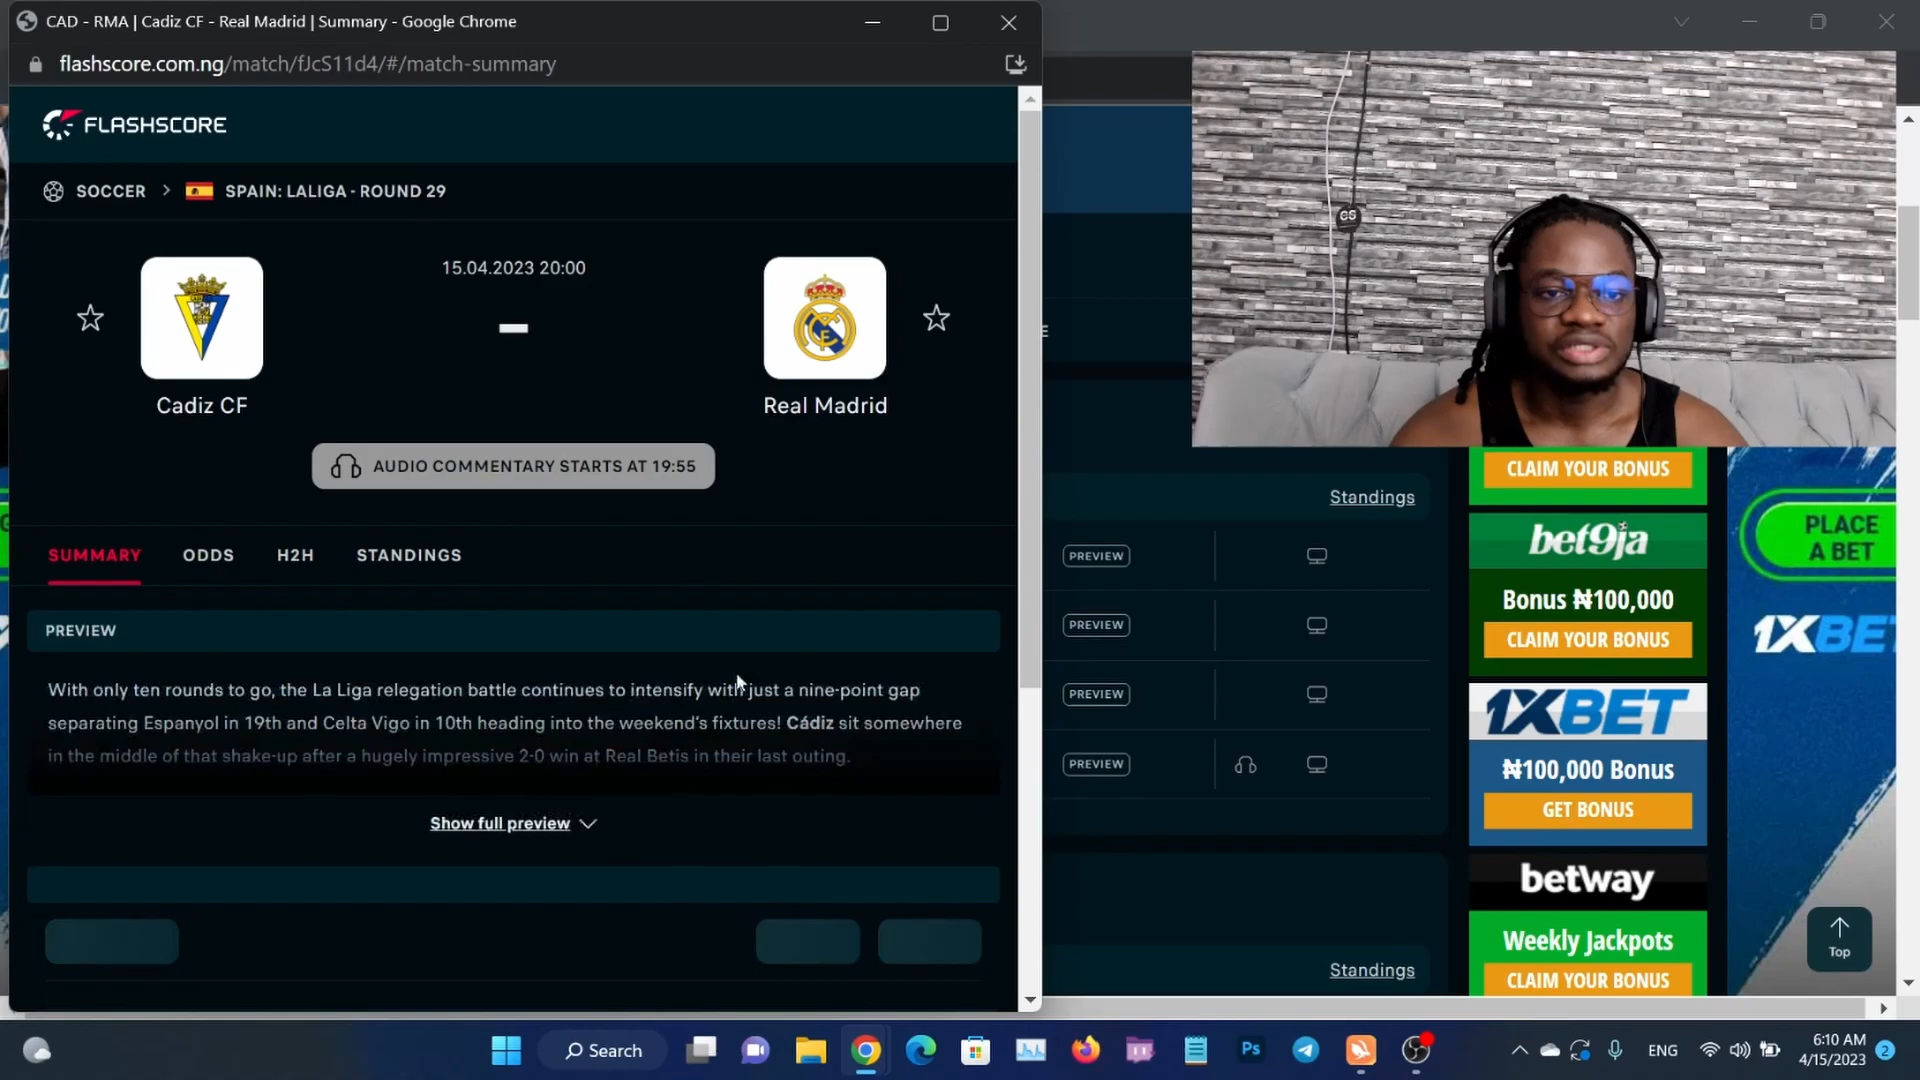 CAD - RMA | Cadiz CF - Real Madrid | Summary - Google Chrome
flashscore.com.ng/match/fJcS11d4/#/match-summary
FLASHSCORE
SOCCER > SPAIN: LALIGA - ROUND 29
15.04.2023 20:00
Cadiz CF
Real Madrid
AUDIO COMMENTARY STARTS AT 19:55
SUMMARY ODDS H2H STANDINGS
PREVIEW
With only ten rounds to go, the La Liga relegation battle continues to intensify with just a nine-point gap
separating Espanyol in 19th and Celta Vigo in 10th heading into the weekend's fixtures! Cádiz sit somewhere
in the middle of that shake-up after a hugely impressive 2-0 win at Real Betis in their last outing.
Show full preview
E
Standings
PREVIEW
PREVIEW
PREVIEW
PREVIEW
Standings
CLAIM YOUR BONUS
bet9ja
Bonus ₦100,000
CLAIM YOUR BONUS
1XBET
₦100,000 Bonus
GET BONUS
betway
Weekly Jackpots
CLAIM YOUR BONUS
PLACE
A BET
1XBET
Top
Search
Ps
ENG
6:10 AM
4/15/2023
2